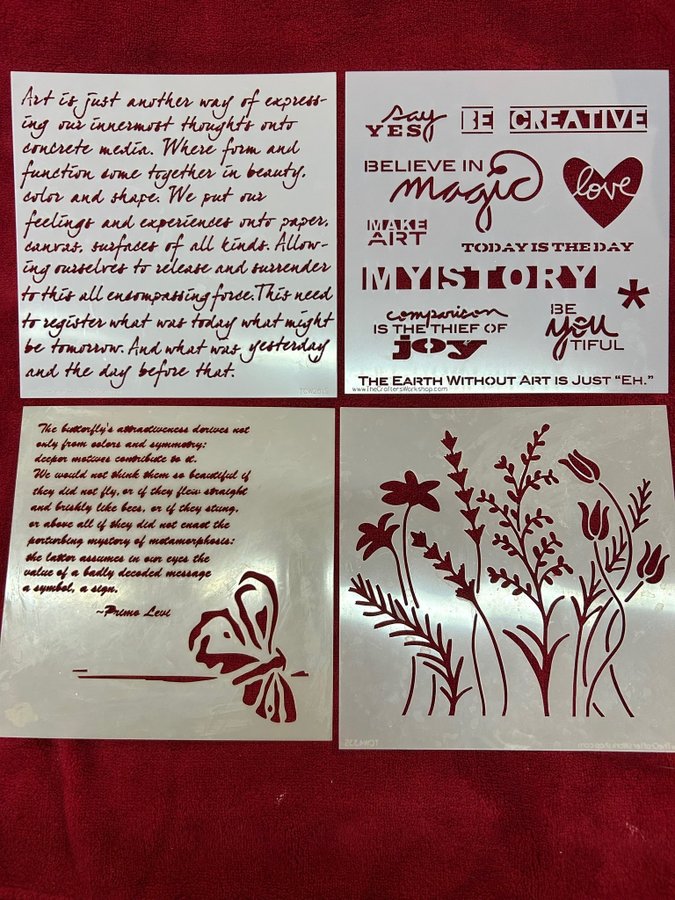 Art is just another way of express-
ing our innermost thoughts onto
concrete media. Where form and
function come together in beauty,
color and shape. We put our
feelings and experiences onto paper,
canvas, surfaces of all kinds. Allow-
ing ourselves to release and surrender
to this all encompassing force. This need
to register what was today what might
be tomorrow. And what was yesterday
and the day before that.
TCW2015
say
YES
BE CREATIVE
BELIEVE IN
magic
love
MAKE
ART
TODAY IS THE DAY
MYISTORY
*
comparison
IS THE THIEF OF
joy
BE
you
TIFUL
THE EARTH WITHOUT ART IS JUST "EH."
www.TheCraftersWorkshop.com
The butterfly's attractiveness derives not
only from colors and symmetry:
deeper motives contribute to it.
We would not think them so beautiful if
they did not fly, or if they flew straight
and briskly like bees, or if they stung,
or above all if they did not enact the
perturbing mystery of metamorphosis:
the latter assumes in our eyes the
value of a badly decoded message
a symbol, a sign.
~Primo Levi
TCW4335
TheCraftersWorkshop.com